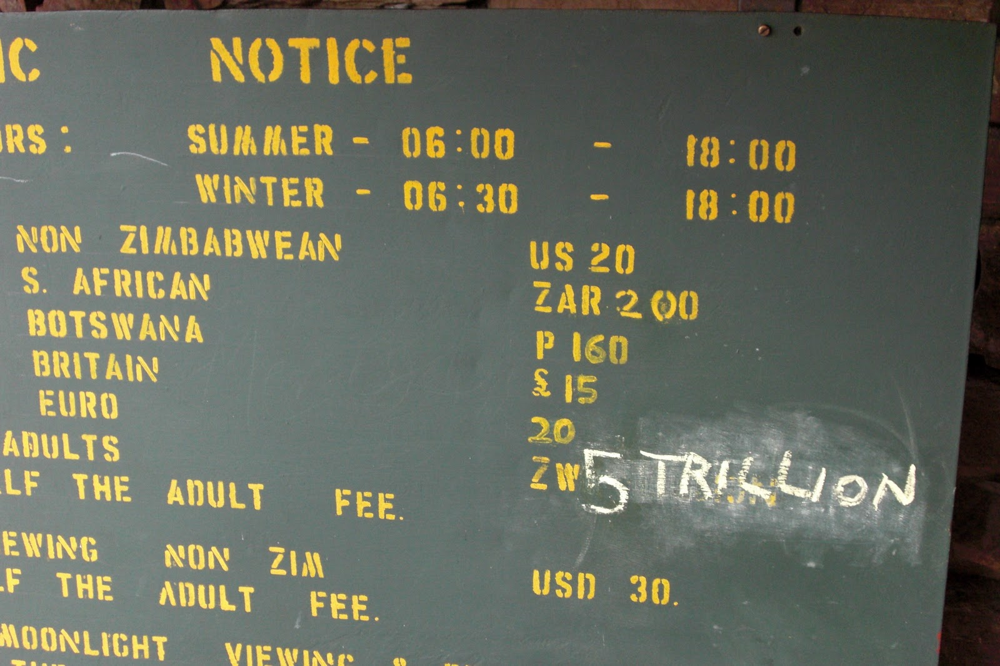 IC NOTICE
URS : SUMMER - 06:00 - 18:00
WINTER - 06:30 - 18:00
NON ZIMBABWEAN US 20
S. AFRICAN ZAR 200
BOTSWANA P 160
BRITAIN £ 15
EURO 20
ADULTS ZW 5 TRILLION
LF THE ADULT FEE.
EWING NON ZIM USD 30.
LF THE ADULT FEE.
MOONLIGHT VIEWING &